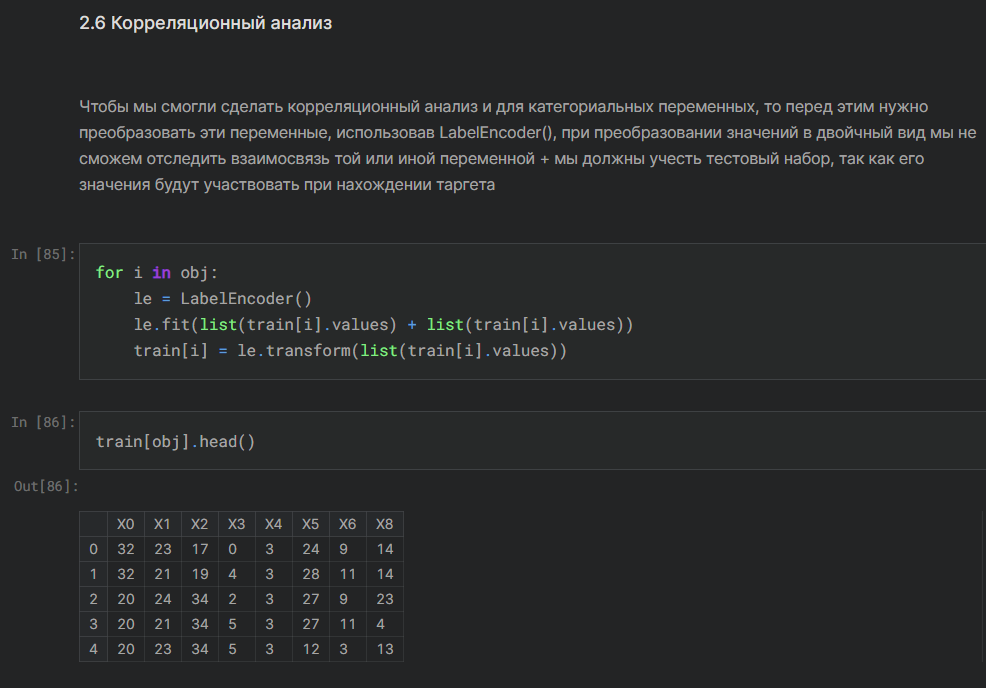 2.6 Корреляционный анализ
Чтобы мы смогли сделать корреляционный анализ и для категориальных переменных, то перед этим нужно
преобразовать эти переменные, использовав LabelEncoder(), при преобразовании значений в двойчный вид мы не
сможем отследить взаимосвязь той или иной переменной + мы должны учесть тестовый набор, так как его
значения будут участвовать при нахождении таргета
In [85]:
for i in obj:
    le = LabelEncoder()
    le.fit(list(train[i].values) + list(train[i].values))
    train[i] = le.transform(list(train[i].values))
In [86]:
train[obj].head()
Out[86]:
X0 X1 X2 X3 X4 X5 X6 X8
0 32 23 17 0 3 24 9 14
1 32 21 19 4 3 28 11 14
2 20 24 34 2 3 27 9 23
3 20 21 34 5 3 27 11 4
4 20 23 34 5 3 12 3 13